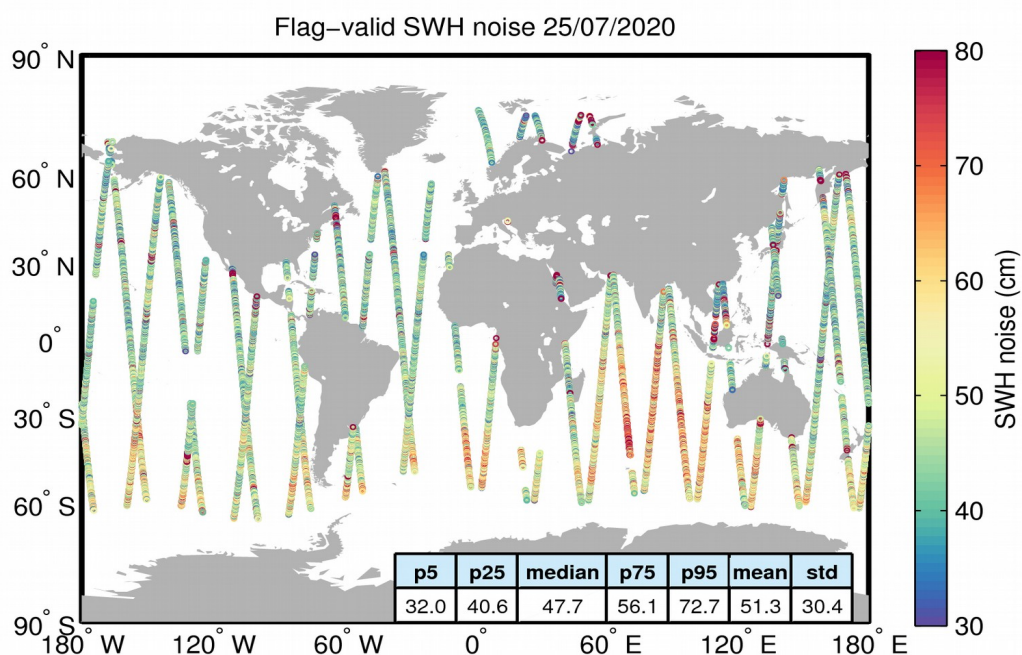 Flag−valid SWH noise 25/07/2020
90° N
60° N
30° N
0°
30° S
60° S
90° S
180° W
120° W
60° W
0°
60° E
120° E
180° E
p5 p25 median p75 p95 mean std
32.0 40.6 47.7 56.1 72.7 51.3 30.4
80
70
60
50
40
30
SWH noise (cm)